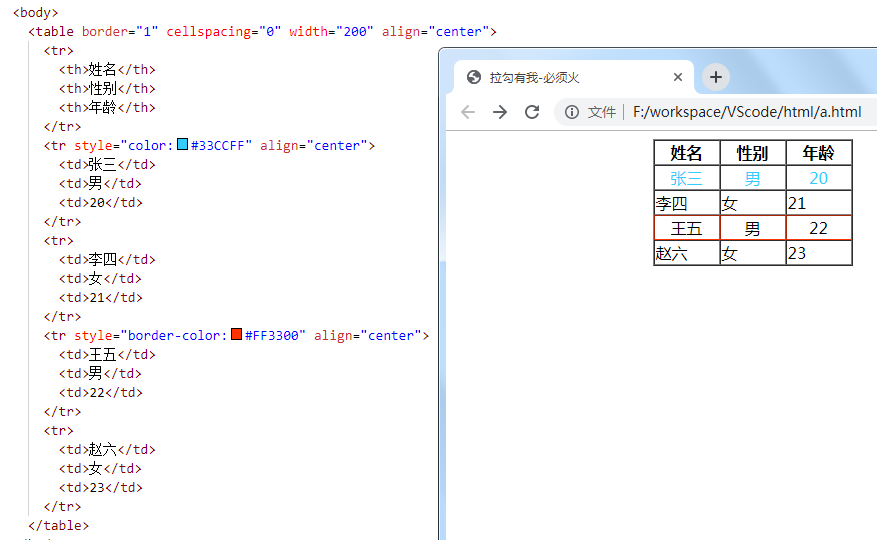 <body>
<table border="1" cellspacing="0" width="200" align="center">
<tr>
<th>姓名</th>
<th>性别</th>
<th>年龄</th>
</tr>
<tr style="color:#33CCFF" align="center">
<td>张三</td>
<td>男</td>
<td>20</td>
</tr>
<tr>
<td>李四</td>
<td>女</td>
<td>21</td>
</tr>
<tr style="border-color:#FF3300" align="center">
<td>王五</td>
<td>男</td>
<td>22</td>
</tr>
<tr>
<td>赵六</td>
<td>女</td>
<td>23</td>
</tr>
</table>
拉勾有我-必须火
文件 F:/workspace/VScode/html/a.html
姓名 性别 年龄
张三 男 20
李四 女 21
王五 男 22
赵六 女 23